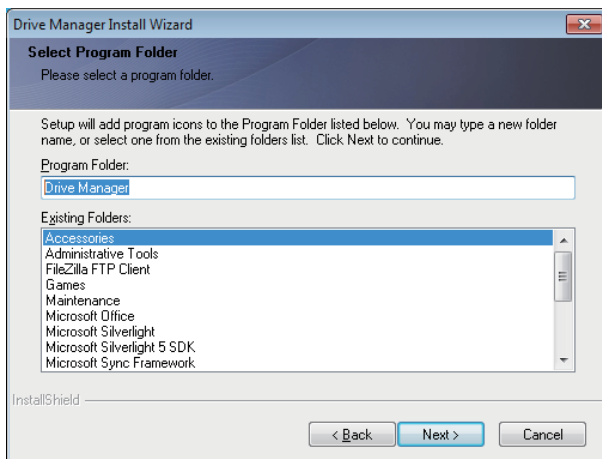 Drive Manager Install Wizard
Select Program Folder
Please select a program folder.
Setup will add program icons to the Program Folder listed below. You may type a new folder
name, or select one from the existing folders list. Click Next to continue.
Program Folder:
Drive Manager
Existing Folders:
Accessories
Administrative Tools
FileZilla FTP Client
Games
Maintenance
Microsoft Office
Microsoft Silverlight
Microsoft Silverlight 5 SDK
Microsoft Sync Framework
InstallShield
< Back Next > Cancel